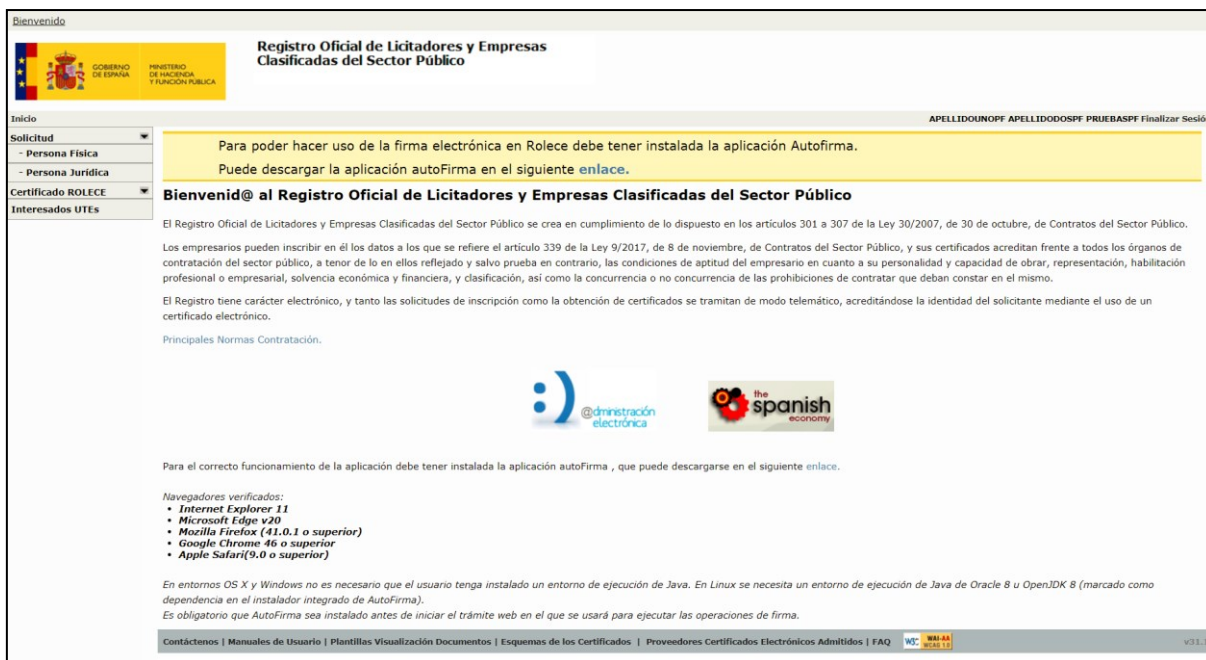 Bienvenido
GOBIERNO
DE ESPAÑA
MINISTERIO
DE HACIENDA
Y FUNCIÓN PÚBLICA
Registro Oficial de Licitadores y Empresas
Clasificadas del Sector Público
Inicio
APELLIDOUNOPF APELLIDODOSPF PRUEBASPF Finalizar Sesió
Solicitud
- Persona Física
- Persona Jurídica
Certificado ROLECE
Interesados UTEs
Para poder hacer uso de la firma electrónica en Rolece debe tener instalada la aplicación Autofirma.
Puede descargar la aplicación autoFirma en el siguiente enlace.
Bienvenid@ al Registro Oficial de Licitadores y Empresas Clasificadas del Sector Público
El Registro Oficial de Licitadores y Empresas Clasificadas del Sector Público se crea en cumplimiento de lo dispuesto en los artículos 301 a 307 de la Ley 30/2007, de 30 de octubre, de Contratos del Sector Público.
Los empresarios pueden inscribir en él los datos a los que se refiere el artículo 339 de la Ley 9/2017, de 8 de noviembre, de Contratos del Sector Público, y sus certificados acreditan frente a todos los órganos de
contratación del sector público, a tenor de lo en ellos reflejado y salvo prueba en contrario, las condiciones de aptitud del empresario en cuanto a su personalidad y capacidad de obrar, representación, habilitación
profesional o empresarial, solvencia económica y financiera, y clasificación, así como la concurrencia o no concurrencia de las prohibiciones de contratar que deban constar en el mismo.
El Registro tiene carácter electrónico, y tanto las solicitudes de inscripción como la obtención de certificados se tramitan de modo telemático, acreditándose la identidad del solicitante mediante el uso de un
certificado electrónico.
Principales Normas Contratación.
:) @dministración
electrónica
the
spanish
economy
Para el correcto funcionamiento de la aplicación debe tener instalada la aplicación autoFirma , que puede descargarse en el siguiente enlace.
Navegadores verificados:
• Internet Explorer 11
• Microsoft Edge v20
• Mozilla Firefox (41.0.1 o superior)
• Google Chrome 46 o superior
• Apple Safari(9.0 o superior)
En entornos OS X y Windows no es necesario que el usuario tenga instalado un entorno de ejecución de Java. En Linux se necesita un entorno de ejecución de Java de Oracle 8 u OpenJDK 8 (marcado como
dependencia en el instalador integrado de AutoFirma).
Es obligatorio que AutoFirma sea instalado antes de iniciar el trámite web en el que se usará para ejecutar las operaciones de firma.
Contáctenos | Manuales de Usuario | Plantillas Visualización Documentos | Esquemas de los Certificados | Proveedores Certificados Electrónicos Admitidos | FAQ W3C WAI-AA WCAG 1.0
v31.